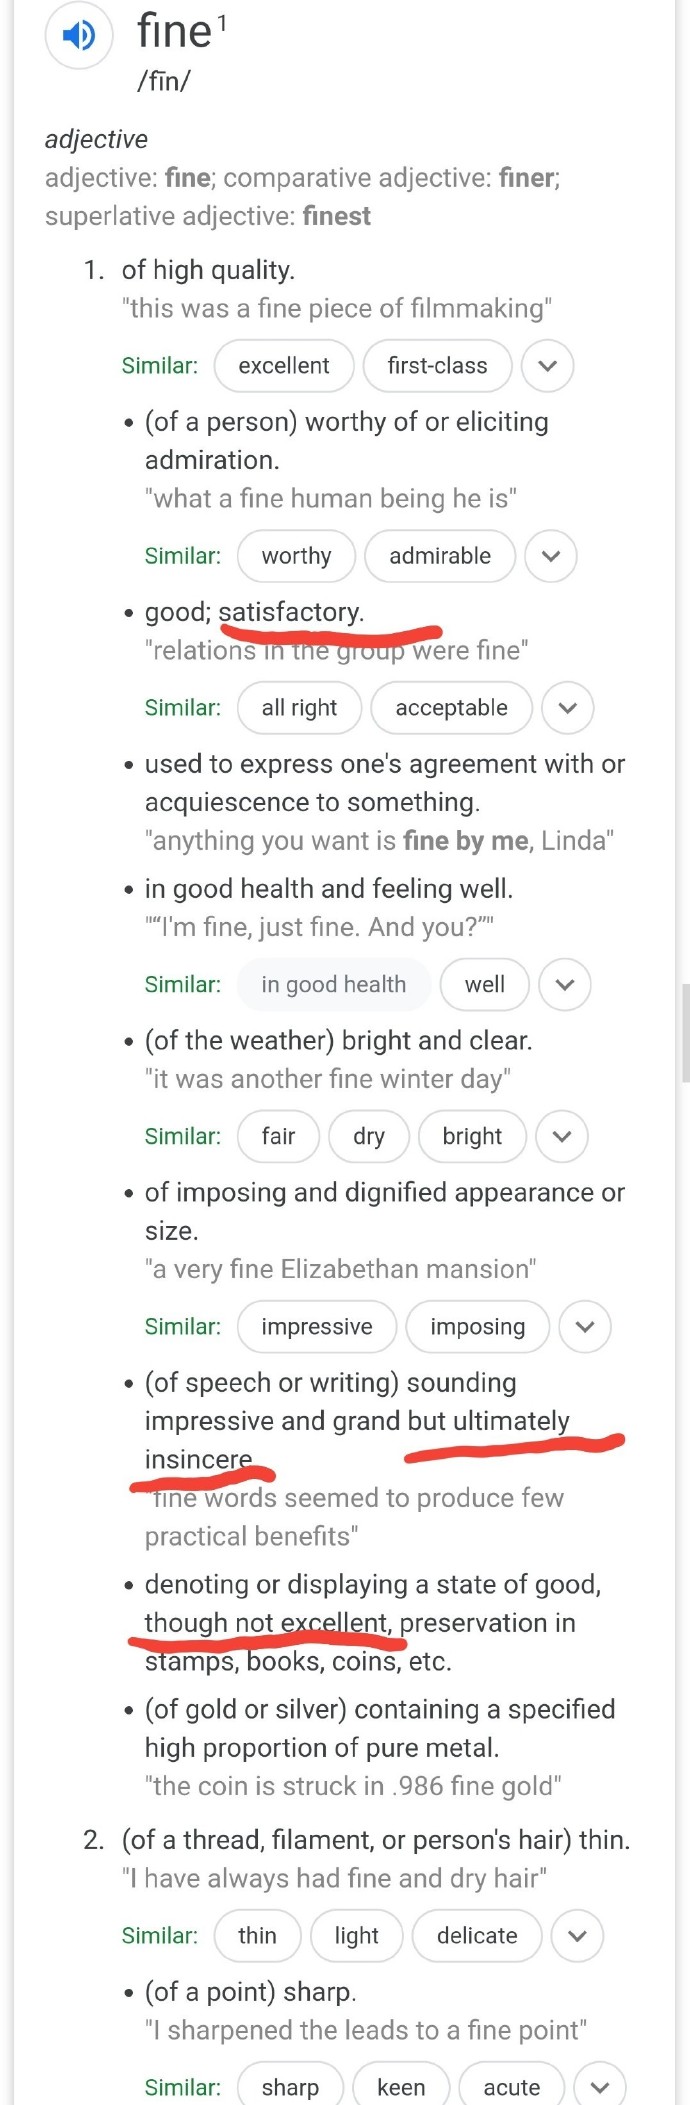 fine¹
/fīn/
adjective
adjective: fine; comparative adjective: finer;
superlative adjective: finest
1. of high quality.
"this was a fine piece of filmmaking"
Similar: excellent first-class
• (of a person) worthy of or eliciting
admiration.
"what a fine human being he is"
Similar: worthy admirable
• good; satisfactory.
"relations in the group were fine"
Similar: all right acceptable
• used to express one's agreement with or
acquiescence to something.
"anything you want is fine by me, Linda"
• in good health and feeling well.
"“I'm fine, just fine. And you?”"
Similar: in good health well
• (of the weather) bright and clear.
"it was another fine winter day"
Similar: fair dry bright
• of imposing and dignified appearance or
size.
"a very fine Elizabethan mansion"
Similar: impressive imposing
• (of speech or writing) sounding
impressive and grand but ultimately
insincere
"fine words seemed to produce few
practical benefits"
• denoting or displaying a state of good,
though not excellent, preservation in
stamps, books, coins, etc.
• (of gold or silver) containing a specified
high proportion of pure metal.
"the coin is struck in .986 fine gold"
2. (of a thread, filament, or person's hair) thin.
"I have always had fine and dry hair"
Similar: thin light delicate
• (of a point) sharp.
"I sharpened the leads to a fine point"
Similar: sharp keen acute